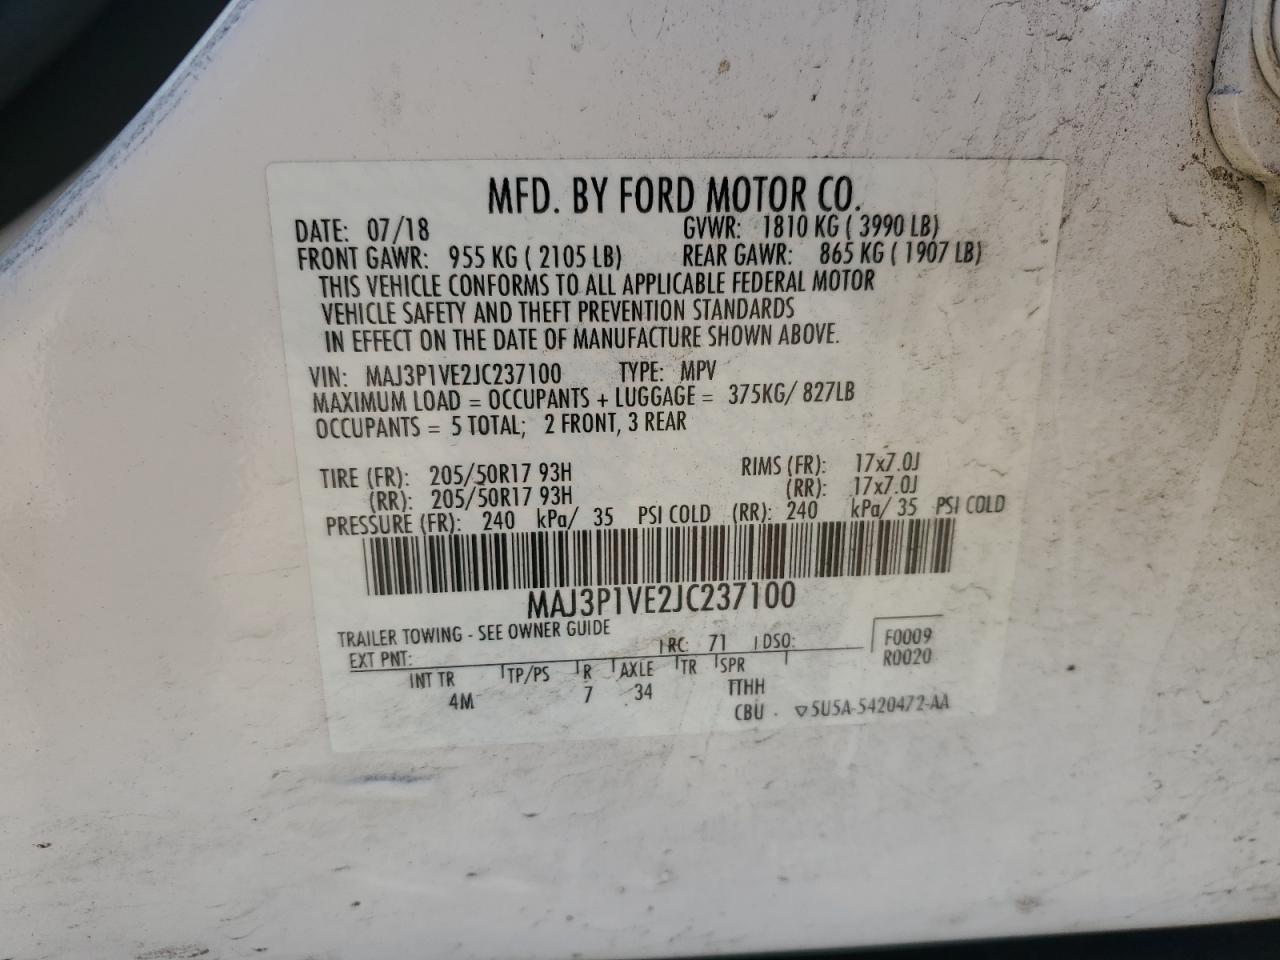 MFD. BY FORD MOTOR CO.
DATE: 07/18 GVWR: 1810 KG ( 3990 LB)
FRONT GAWR: 955 KG ( 2105 LB) REAR GAWR: 865 KG ( 1907 LB)
THIS VEHICLE CONFORMS TO ALL APPLICABLE FEDERAL MOTOR
VEHICLE SAFETY AND THEFT PREVENTION STANDARDS
IN EFFECT ON THE DATE OF MANUFACTURE SHOWN ABOVE.
VIN: MAJ3P1VE2JC237100 TYPE: MPV
MAXIMUM LOAD = OCCUPANTS + LUGGAGE = 375KG/ 827LB
OCCUPANTS = 5 TOTAL; 2 FRONT, 3 REAR
TIRE (FR): 205/50R17 93H RIMS (FR): 17x7.0J
(RR): 205/50R17 93H (RR): 17x7.0J
PRESSURE (FR): 240 kPa/ 35 PSI COLD (RR): 240 kPa/ 35 PSI COLD
MAJ3P1VE2JC237100
TRAILER TOWING - SEE OWNER GUIDE
EXT PNT: RC: 71 DSO: F0009
R0020
INT TR TP/PS R AXLE TR SPR
4M 7 34 TTHH
CBU ▽5U5A-5420472-AA